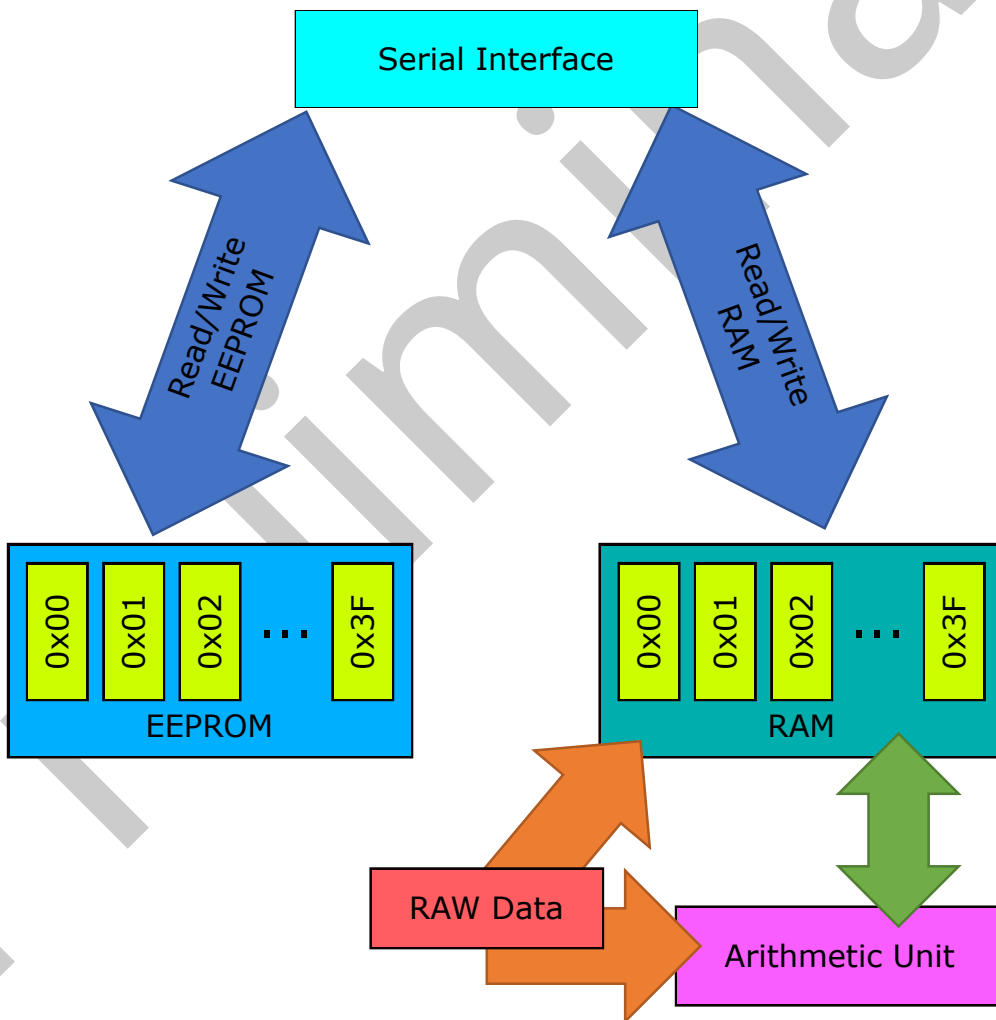 Serial Interface
Read/Write
EEPROM
Read/Write
RAM
0x00
0x01
0x02
...
0x3F
EEPROM
0x00
0x01
0x02
...
0x3F
RAM
RAW Data
Arithmetic Unit